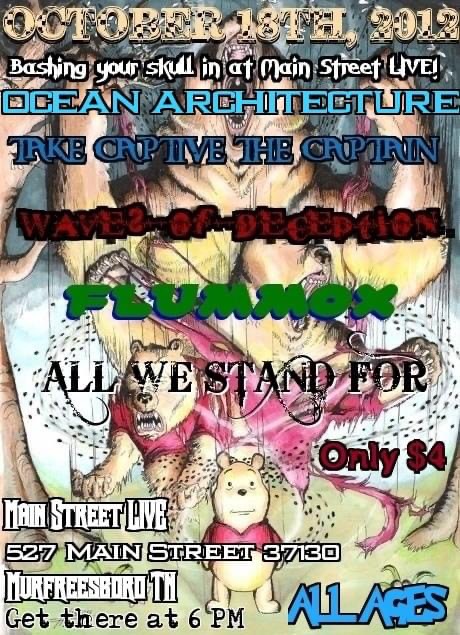 OCTOBER 18TH, 2012
Bashing your skull in at Main Street LIVE!
OCEAN ARCHITECTURE
TAKE CAPTIVE THE CAPTAIN
WAVES OF DECEPTION
FLUMMOX
ALL WE STAND FOR
Only $4
MAIN STREET LIVE
527 MAIN STREET 37130
MURFREESBORO TN
Get there at 6 PM
ALL AGES